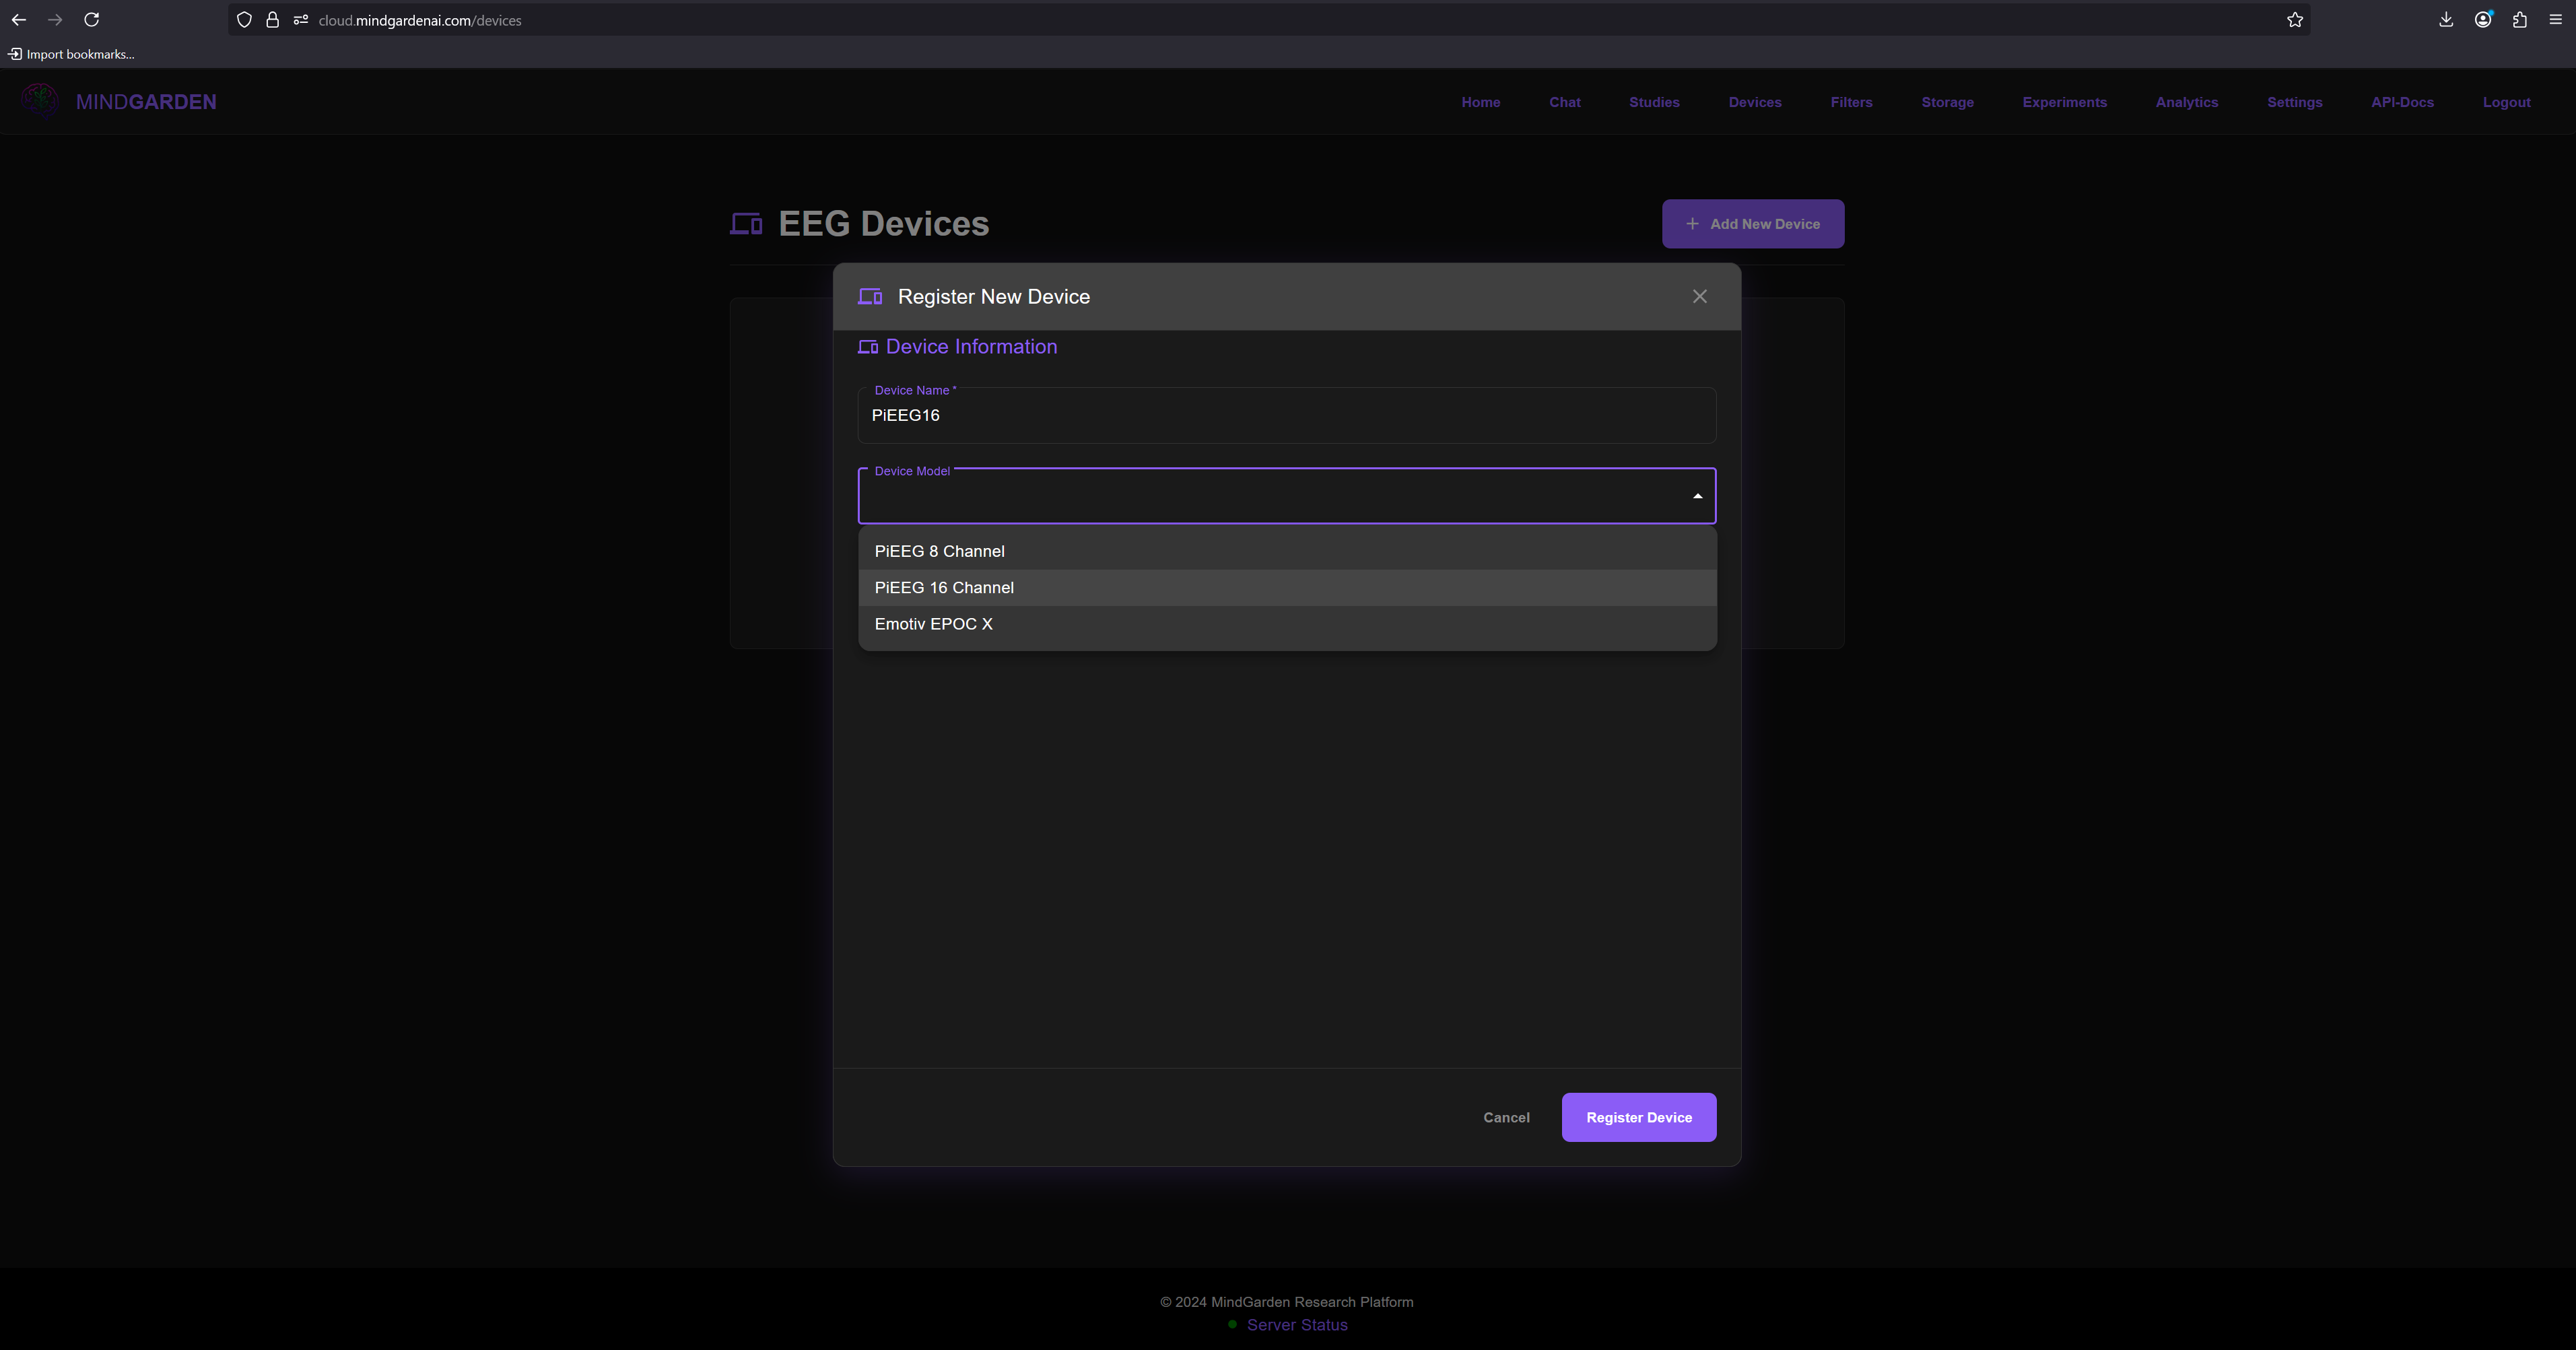 cloud.mindgardenai.com/devices
Import bookmarks...
MINDGARDEN
Home Chat Studies Devices Filters Storage Experiments Analytics Settings API-Docs Logout
EEG Devices
Add New Device
Register New Device
Device Information
Device Name *
PiEEG16
Device Model
PiEEG 8 Channel
PiEEG 16 Channel
Emotiv EPOC X
Cancel Register Device
© 2024 MindGarden Research Platform
Server Status